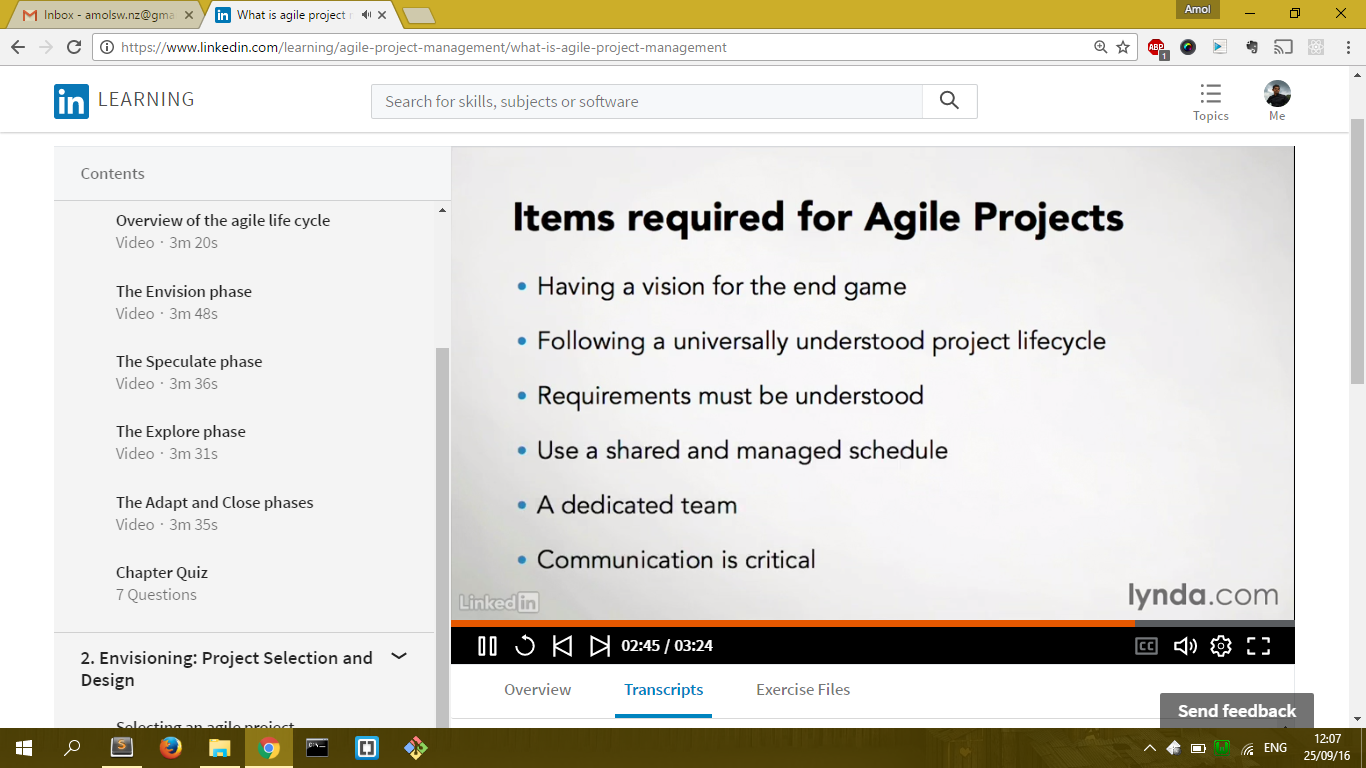 Inbox - amolsw.nz@gma
What is agile project
Amol
https://www.linkedin.com/learning/agile-project-management/what-is-agile-project-management
ABP
1
in LEARNING
Search for skills, subjects or software
Topics
Me
Contents
Overview of the agile life cycle
Video · 3m 20s
The Envision phase
Video · 3m 48s
The Speculate phase
Video · 3m 36s
The Explore phase
Video · 3m 31s
The Adapt and Close phases
Video · 3m 35s
Chapter Quiz
7 Questions
2. Envisioning: Project Selection and
Design
Selecting an agile project
Items required for Agile Projects
• Having a vision for the end game
• Following a universally understood project lifecycle
• Requirements must be understood
• Use a shared and managed schedule
• A dedicated team
• Communication is critical
Linked in
lynda.com
02:45 / 03:24
CC
Overview
Transcripts
Exercise Files
Send feedback
ENG
12:07
25/09/16